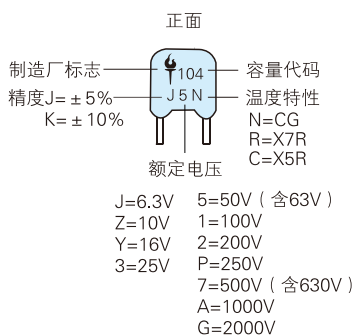 正面
制造厂标志
104
容量代码
精度J=±5%
K=±10%
J 5 N
温度特性
N=CG
R=X7R
C=X5R
额定电压
J=6.3V
Z=10V
Y=16V
3=25V
5=50V(含63V)
1=100V
2=200V
P=250V
7=500V(含630V)
A=1000V
G=2000V